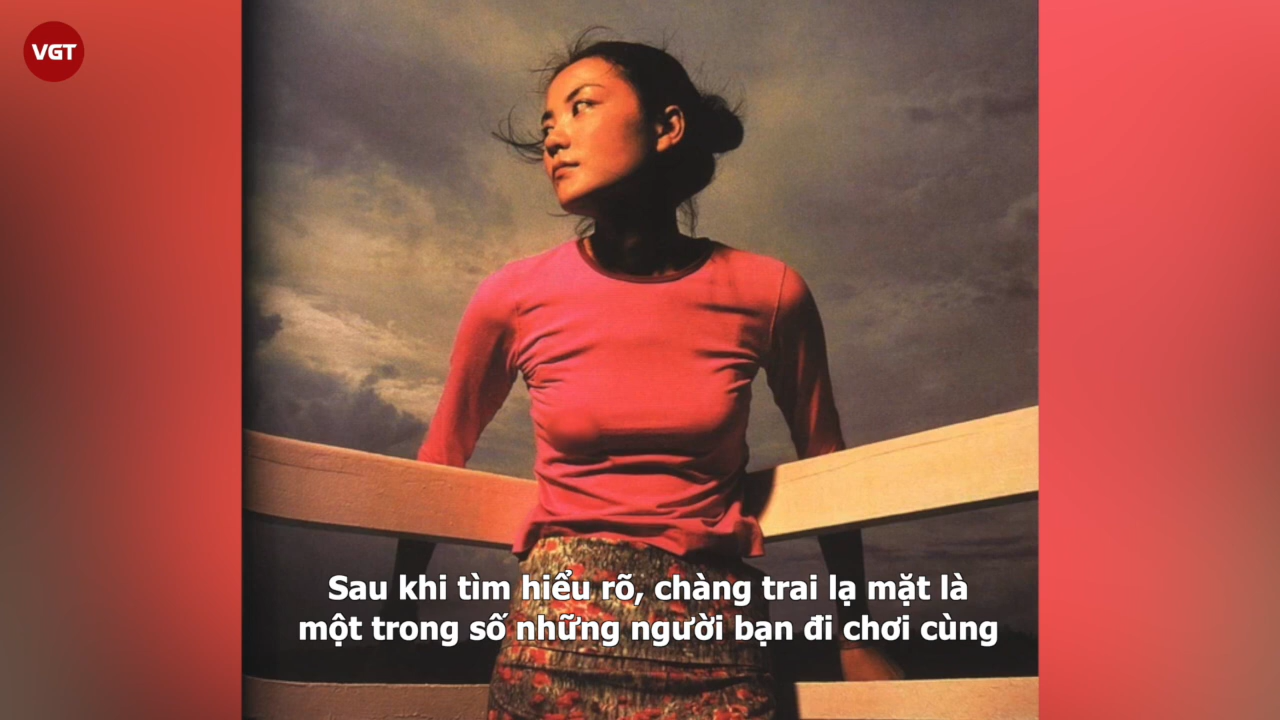 VGT
Sau khi tìm hiểu rõ, chàng trai lạ mặt là
một trong số những người bạn đi chơi cùng